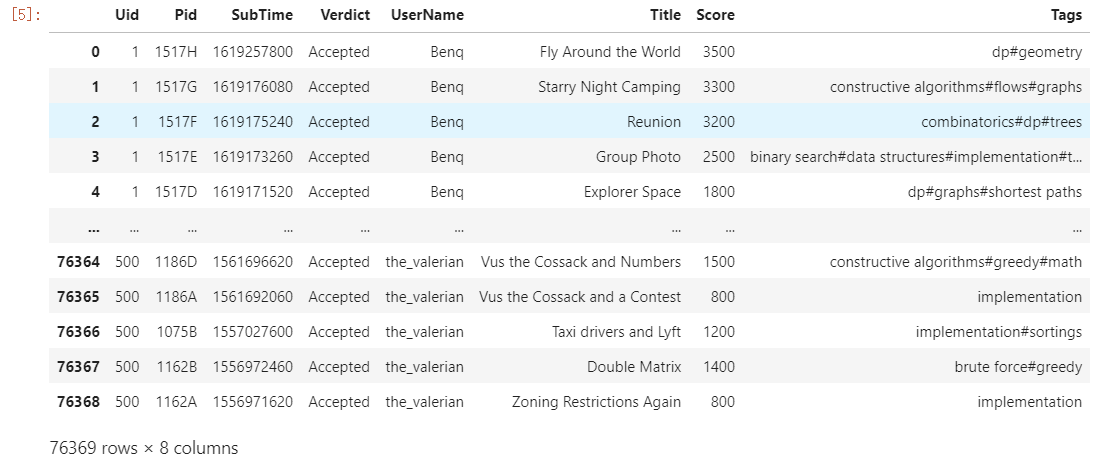 [5]: Uid Pid SubTime Verdict UserName Title Score Tags
0 1 1517H 1619257800 Accepted Benq Fly Around the World 3500 dp#geometry
1 1 1517G 1619176080 Accepted Benq Starry Night Camping 3300 constructive algorithms#flows#graphs
2 1 1517F 1619175240 Accepted Benq Reunion 3200 combinatorics#dp#trees
3 1 1517E 1619173260 Accepted Benq Group Photo 2500 binary search#data structures#implementation#t...
4 1 1517D 1619171520 Accepted Benq Explorer Space 1800 dp#graphs#shortest paths
... ... ... ... ... ... ... ... ...
76364 500 1186D 1561696620 Accepted the_valerian Vus the Cossack and Numbers 1500 constructive algorithms#greedy#math
76365 500 1186A 1561692060 Accepted the_valerian Vus the Cossack and a Contest 800 implementation
76366 500 1075B 1557027600 Accepted the_valerian Taxi drivers and Lyft 1200 implementation#sortings
76367 500 1162B 1556972460 Accepted the_valerian Double Matrix 1400 brute force#greedy
76368 500 1162A 1556971620 Accepted the_valerian Zoning Restrictions Again 800 implementation
76369 rows × 8 columns